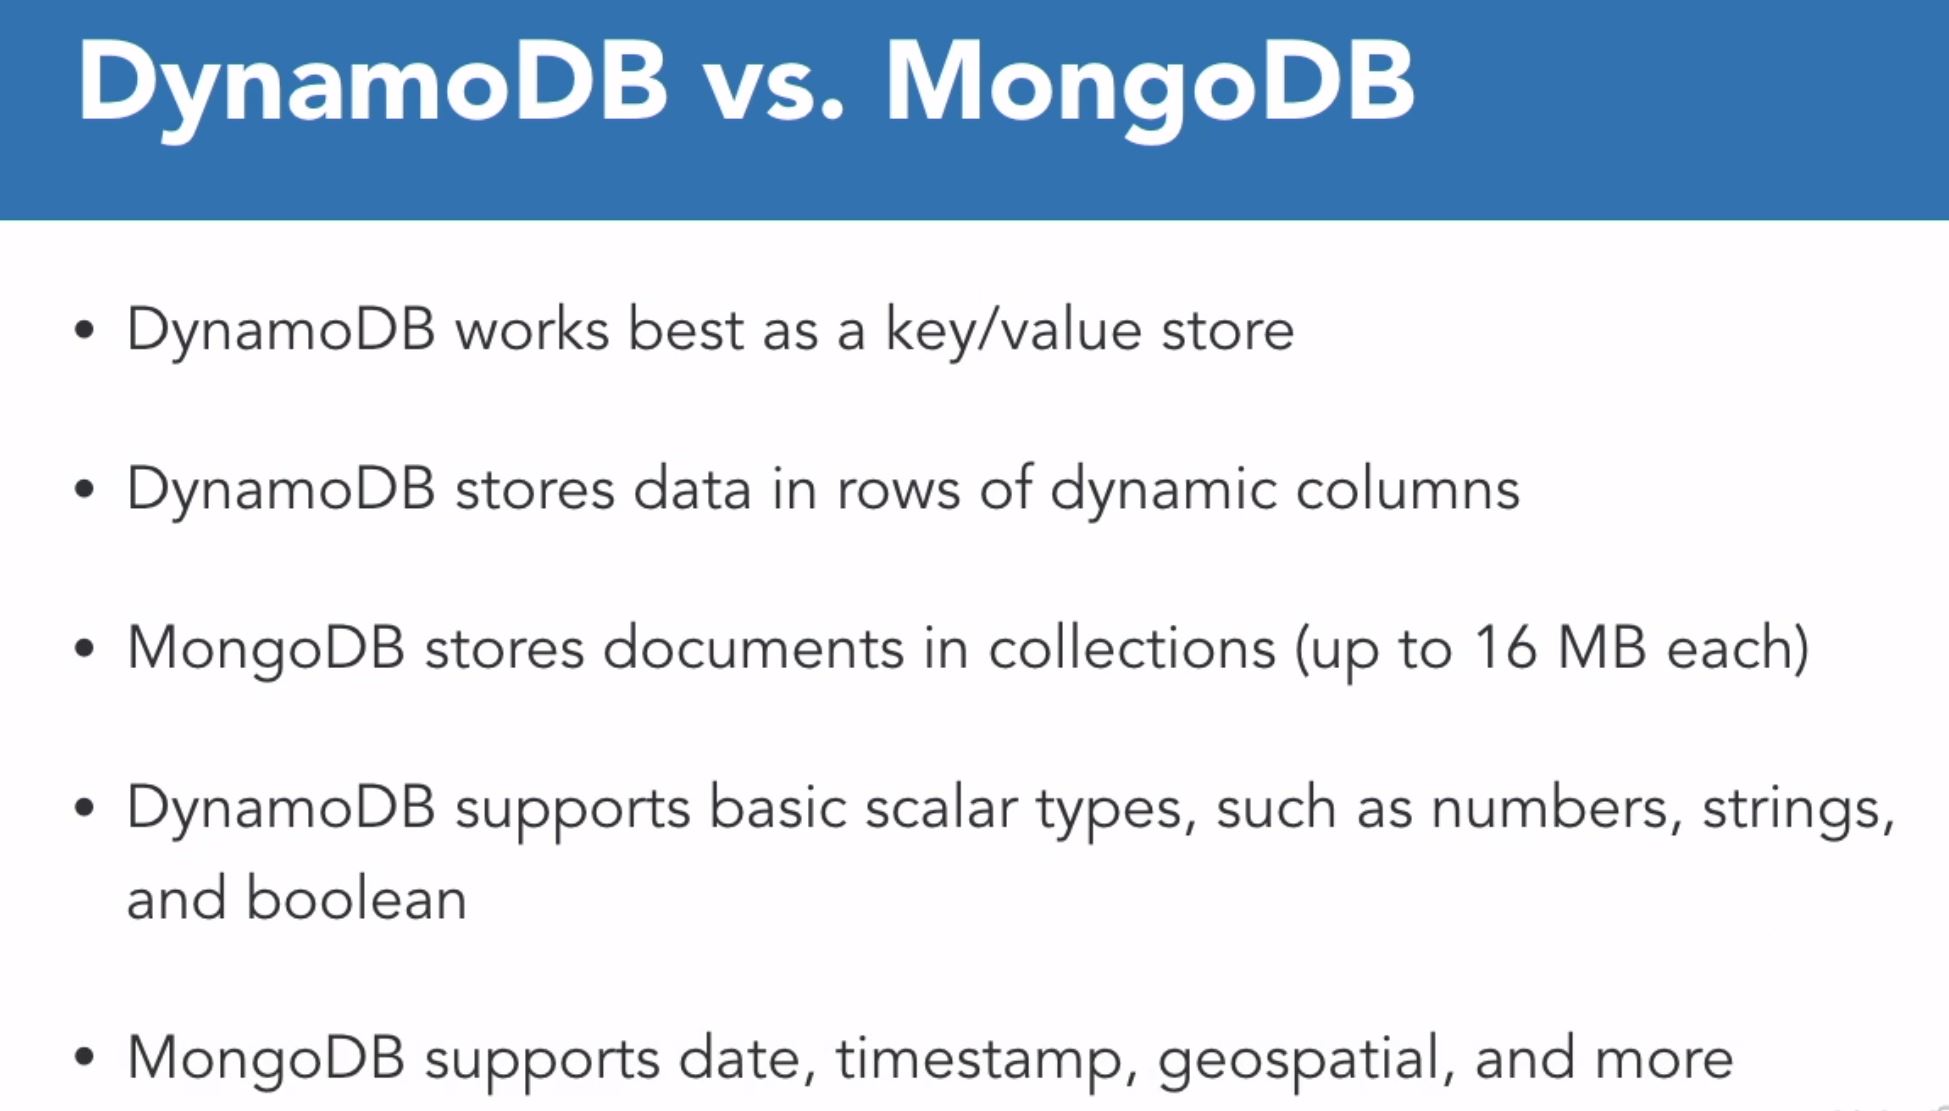 DynamoDB vs. MongoDB
• DynamoDB works best as a key/value store
• DynamoDB stores data in rows of dynamic columns
• MongoDB stores documents in collections (up to 16 MB each)
• DynamoDB supports basic scalar types, such as numbers, strings,
and boolean
• MongoDB supports date, timestamp, geospatial, and more